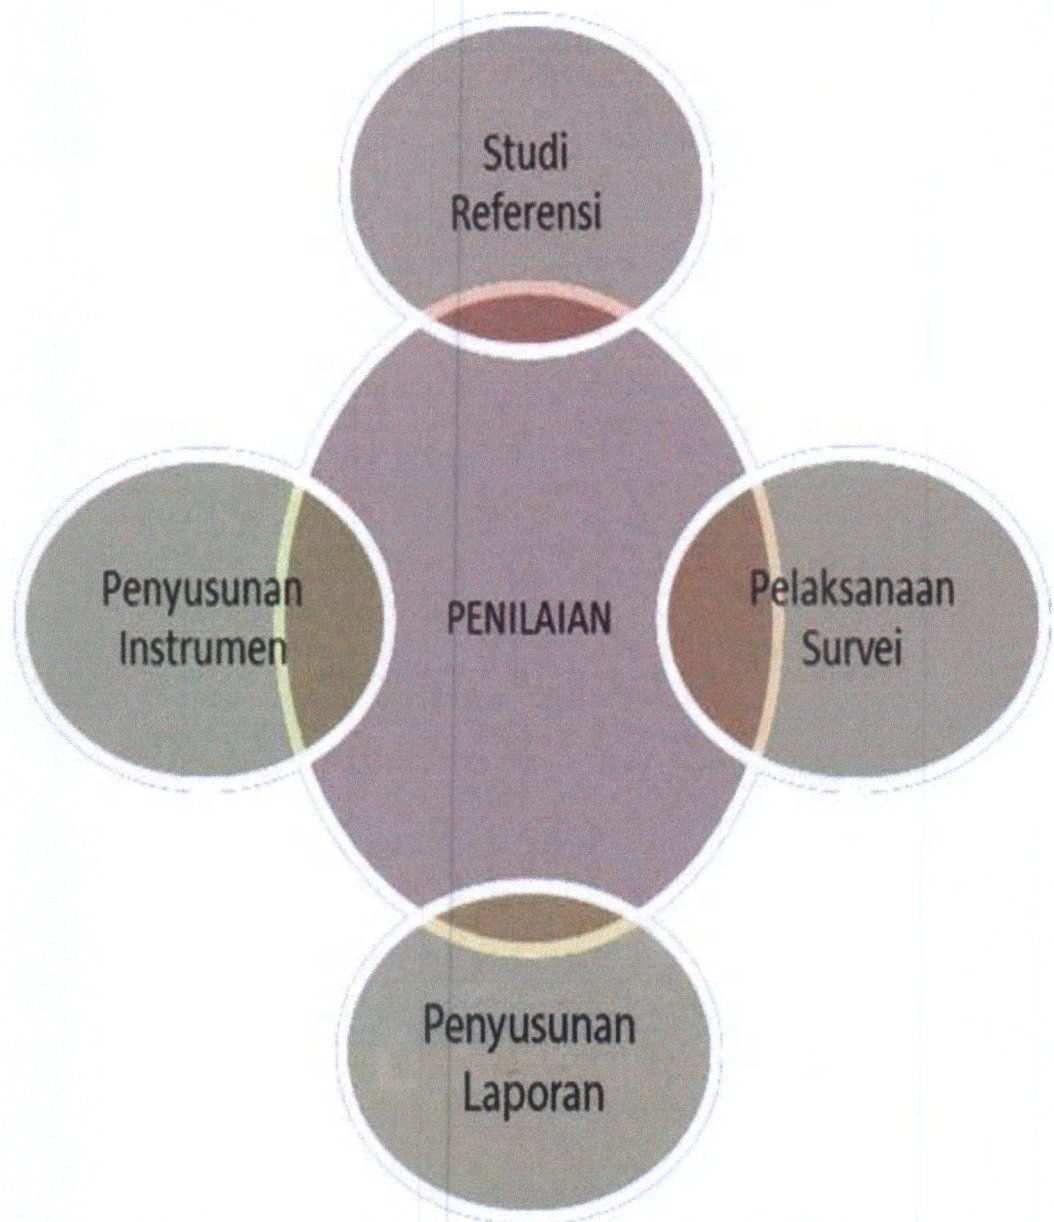 Studi
Referensi
Penyusunan
Instrumen
PENILAIAN
Pelaksanaan
Survei
Penyusunan
Laporan